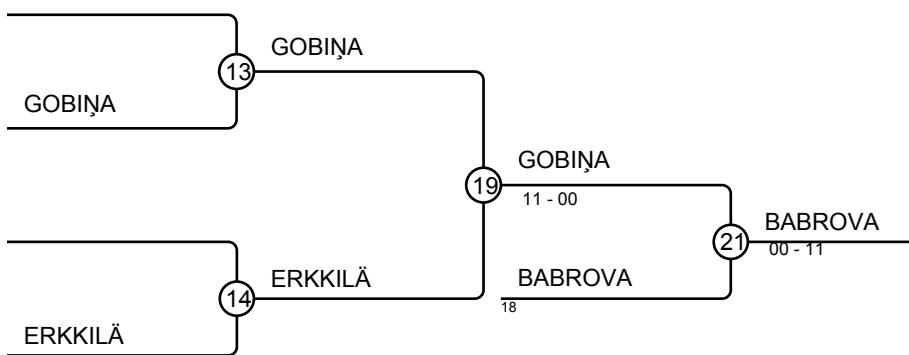 GOBIŅA
13
GOBIŅA
GOBIŅA
19
11 - 00
BABROVA
21
00 - 11
BABROVA
18
ERKKILÄ
14
ERKKILÄ